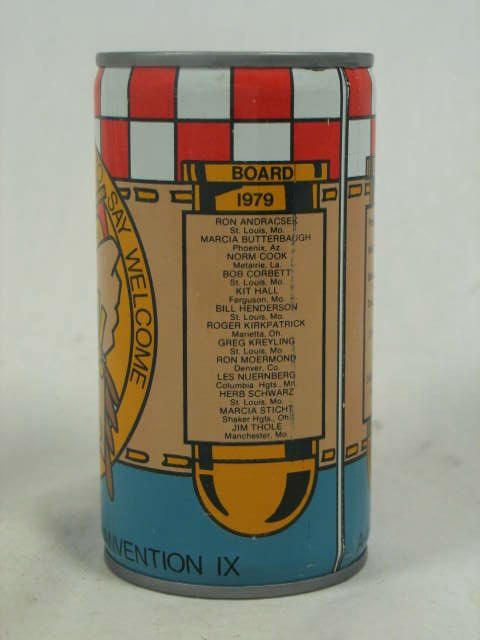 SAY WELCOME
BOARD
1979
RON ANDRACSEK
St. Louis, Mo.
MARCIA BUTTERBAUGH
Phoenix, Az
NORM COOK
Metairie, La.
BOB CORBETT
St. Louis, Mo.
KIT HALL
Ferguson, Mo.
BILL HENDERSON
St. Louis, Mo.
ROGER KIRKPATRICK
Marietta, Oh.
GREG KREYLING
St. Louis, Mo
RON MOERMOND
Denver, Co
LES NUERNBERG
Columbia Hgts., Mn
HERB SCHWARZ
St. Louis, Mo.
MARCIA STICHT
Shaker Hgts., Oh
JIM THOLE
Manchester, Mo.
NVENTION IX